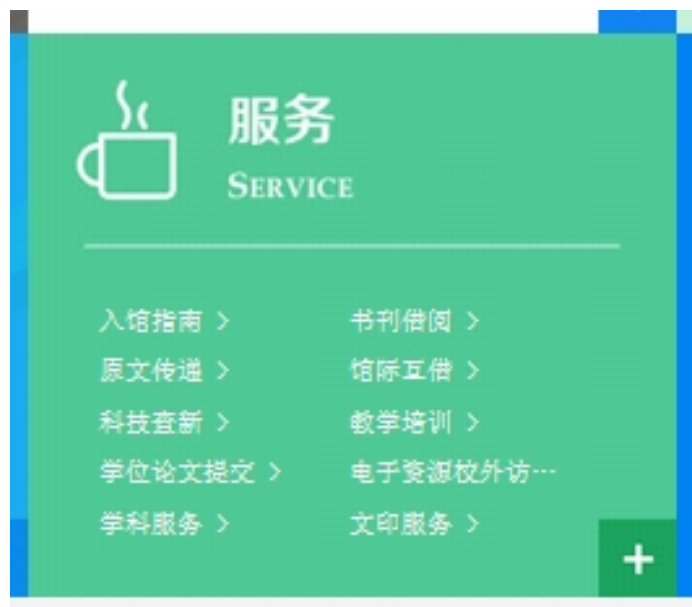 服务
SERVICE
入馆指南 >
书刊借阅 >
原文传递 >
馆际互借 >
科技查新 >
教学培训 >
学位论文提交 >
电子资源校外访…
学科服务 >
文印服务 >
+